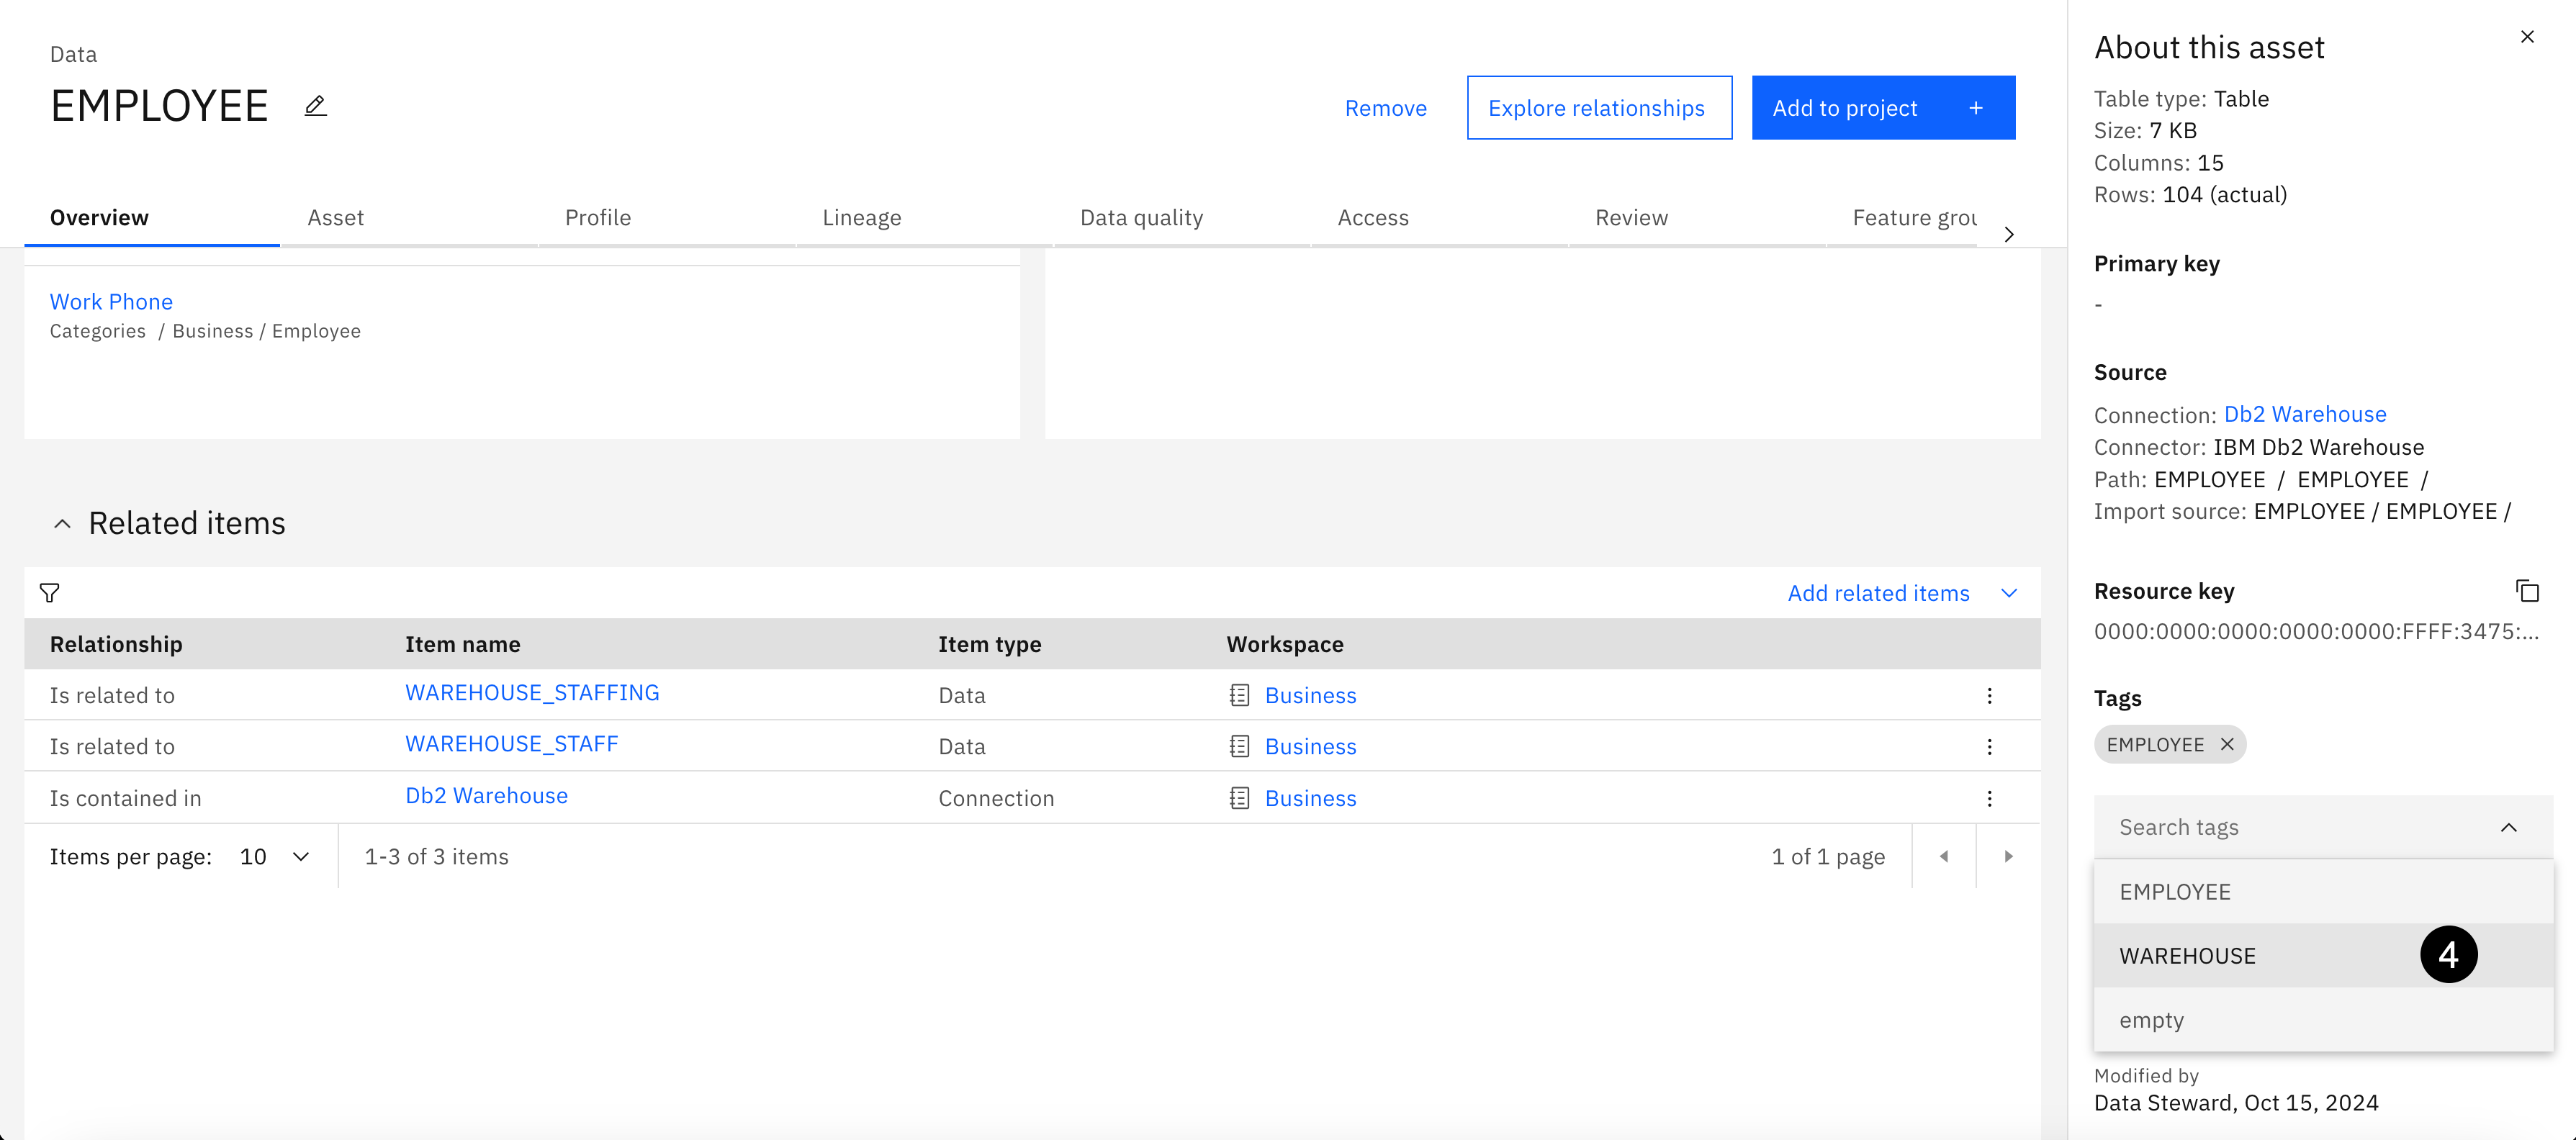 Data
EMPLOYEE
Remove
Explore relationships
Add to project +
Overview
Asset
Profile
Lineage
Data quality
Access
Review
Feature grou
Work Phone
Categories / Business / Employee
Related items
Add related items
Relationship Item name Item type Workspace
Is related to WAREHOUSE_STAFFING Data Business
Is related to WAREHOUSE_STAFF Data Business
Is contained in Db2 Warehouse Connection Business
Items per page: 10 1-3 of 3 items 1 of 1 page
About this asset
Table type: Table
Size: 7 KB
Columns: 15
Rows: 104 (actual)
Primary key
-
Source
Connection: Db2 Warehouse
Connector: IBM Db2 Warehouse
Path: EMPLOYEE / EMPLOYEE /
Import source: EMPLOYEE / EMPLOYEE /
Resource key
0000:0000:0000:0000:0000:FFFF:3475:...
Tags
EMPLOYEE
Search tags
EMPLOYEE
WAREHOUSE 4
empty
Modified by
Data Steward, Oct 15, 2024